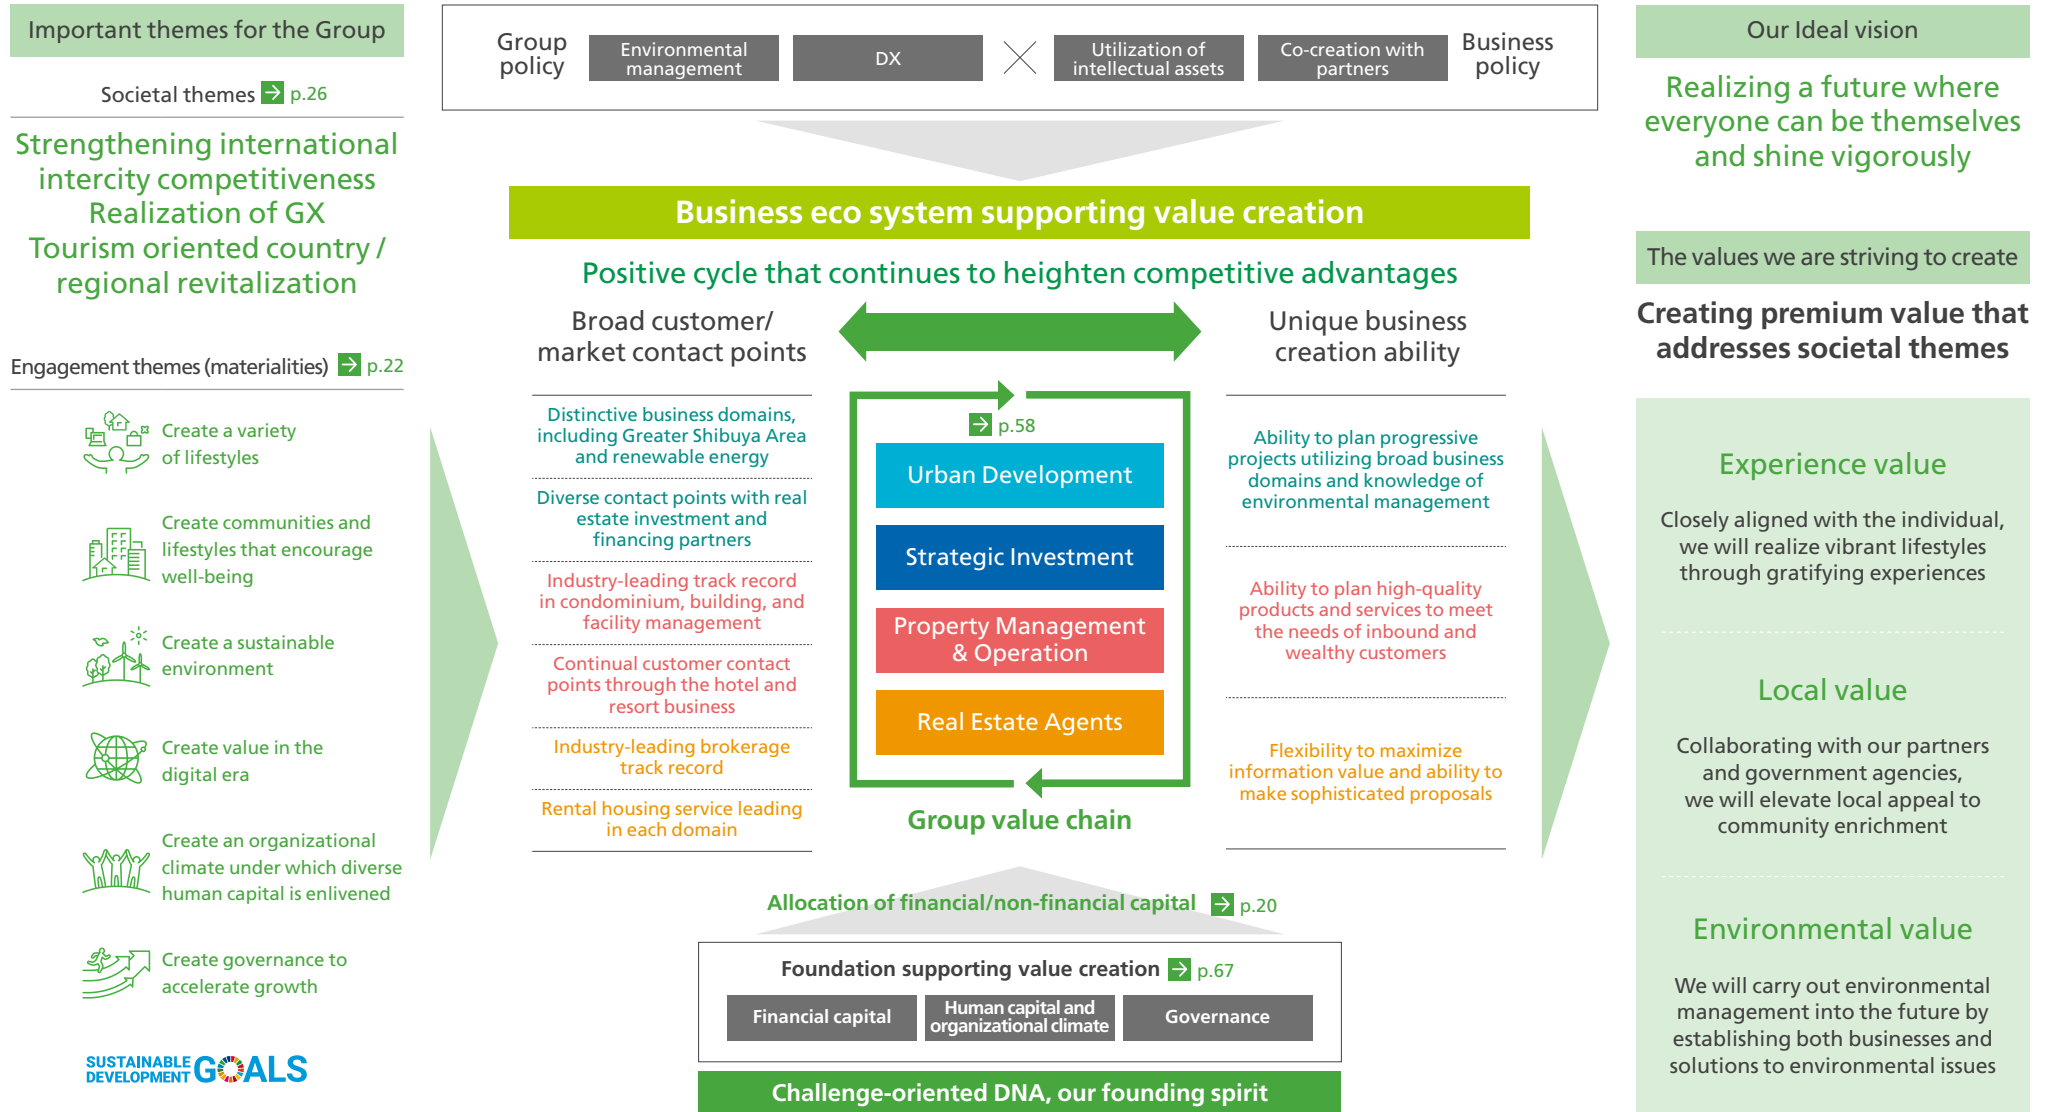 Important themes for the Group
Societal themes → p.26
Strengthening international
intercity competitiveness
Realization of GX
Tourism oriented country /
regional revitalization
Engagement themes (materialities) → p.22
Create a variety
of lifestyles
Create communities and
lifestyles that encourage
well-being
Create a sustainable
environment
Create value in the
digital era
Create an organizational
climate under which diverse
human capital is enlivened
Create governance to
accelerate growth
SUSTAINABLE
DEVELOPMENT
GOALS
Group
policy
Environmental
management
DX
Utilization of
intellectual assets
Co-creation with
partners
Business
policy
Business eco system supporting value creation
Positive cycle that continues to heighten competitive advantages
Broad customer/
market contact points
Distinctive business domains,
including Greater Shibuya Area
and renewable energy
Diverse contact points with real
estate investment and
financing partners
Industry-leading track record
in condominium, building, and
facility management
Continual customer contact
points through the hotel and
resort business
Industry-leading brokerage
track record
Rental housing service leading
in each domain
→ p.58
Urban Development
Strategic Investment
Property Management
& Operation
Real Estate Agents
Group value chain
Unique business
creation ability
Ability to plan progressive
projects utilizing broad business
domains and knowledge of
environmental management
Ability to plan high-quality
products and services to meet
the needs of inbound and
wealthy customers
Flexibility to maximize
information value and ability to
make sophisticated proposals
Allocation of financial/non-financial capital → p.20
Foundation supporting value creation → p.67
Financial capital
Human capital and
organizational climate
Governance
Challenge-oriented DNA, our founding spirit
Our Ideal vision
Realizing a future where
everyone can be themselves
and shine vigorously
The values we are striving to create
Creating premium value that
addresses societal themes
Experience value
Closely aligned with the individual,
we will realize vibrant lifestyles
through gratifying experiences
Local value
Collaborating with our partners
and government agencies,
we will elevate local appeal to
community enrichment
Environmental value
We will carry out environmental
management into the future by
establishing both businesses and
solutions to environmental issues